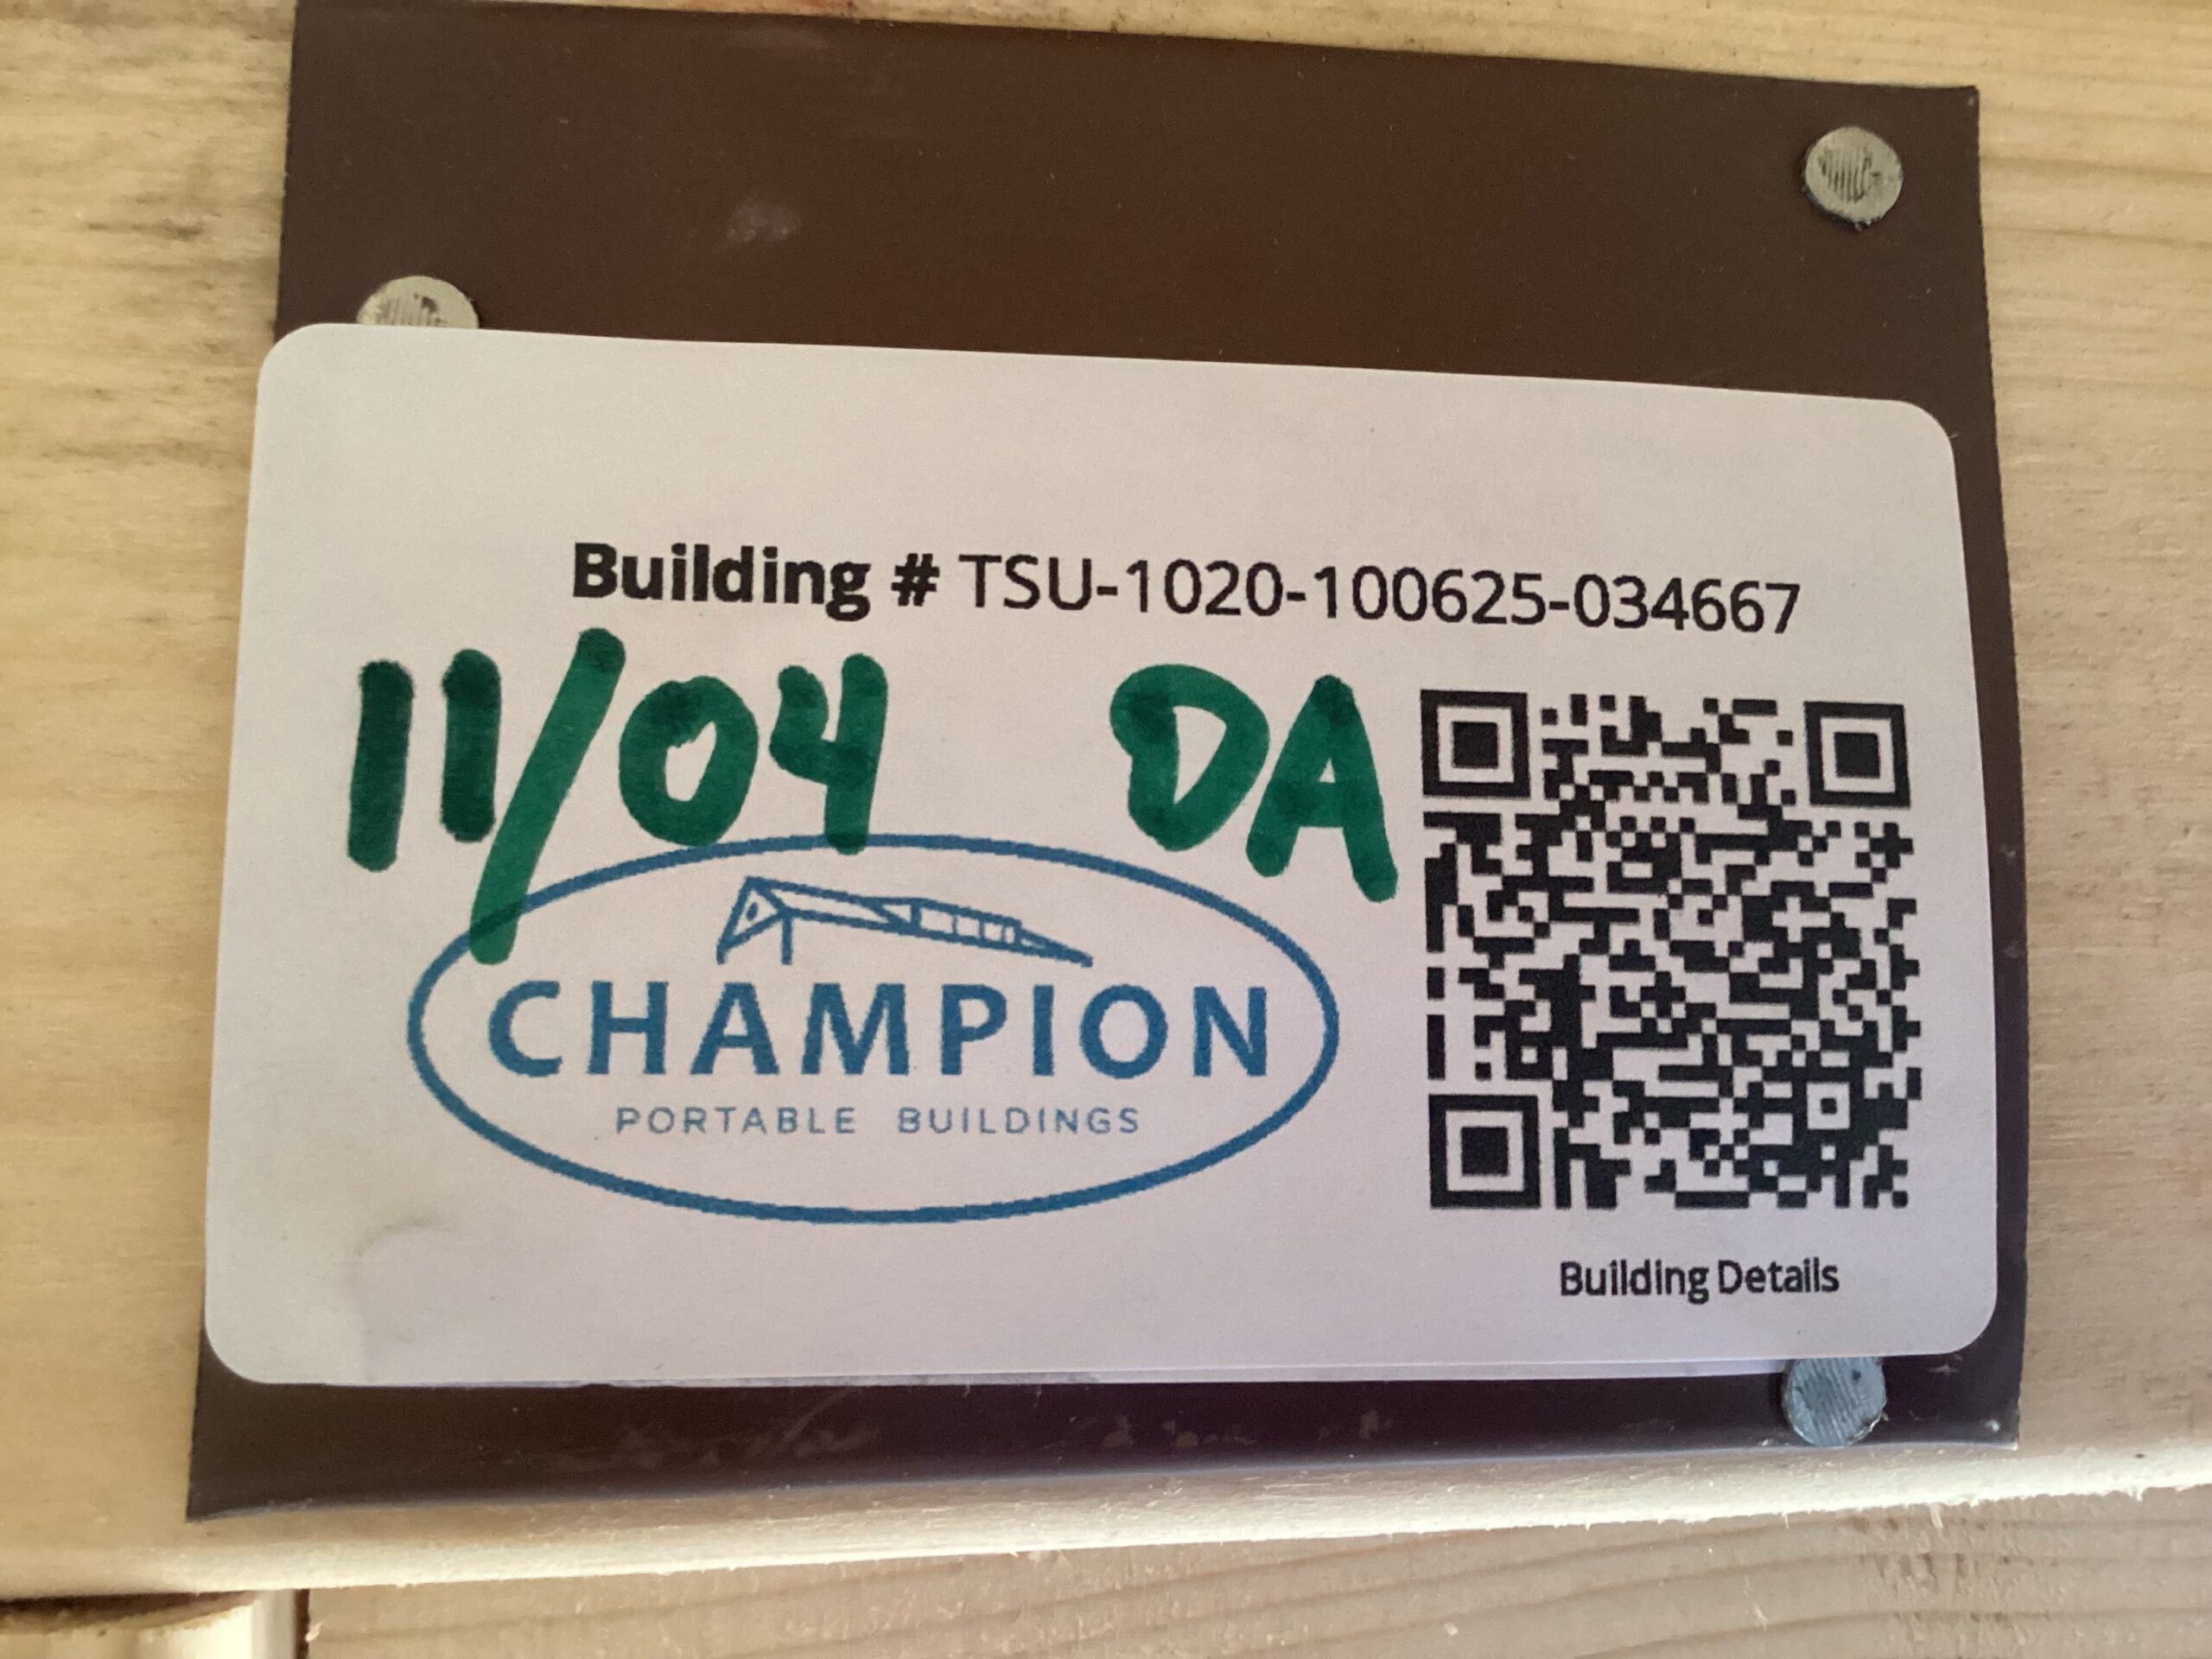 Building # TSU-1020-100625-034667
11/04 DA
CHAMPION
PORTABLE BUILDINGS
Building Details